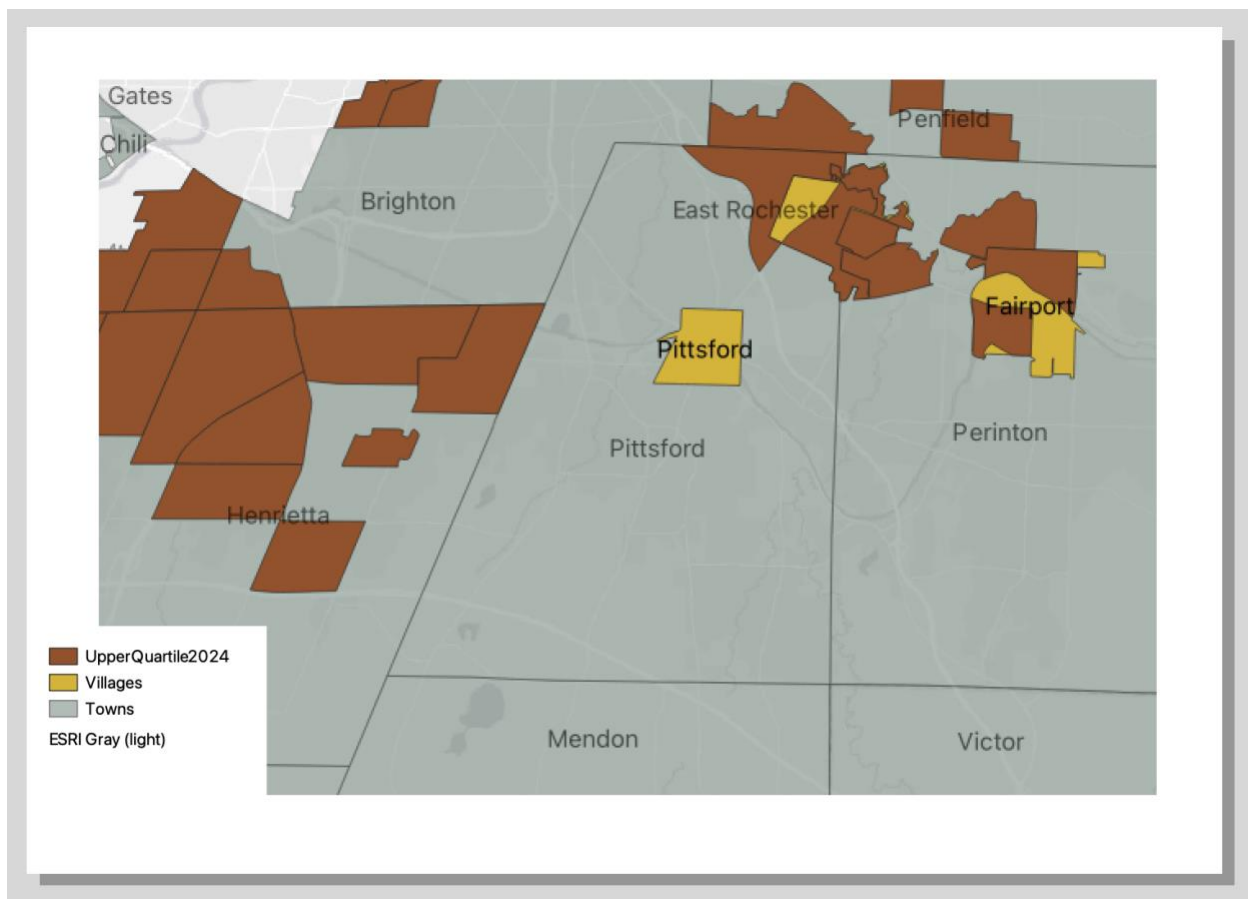 Gates
Chili
Penfield
Brighton
East Rochester
Fairport
Pittsford
Perinton
Pittsford
Henrietta
UpperQuartile2024
Villages
Towns
ESRI Gray (light)
Mendon
Victor